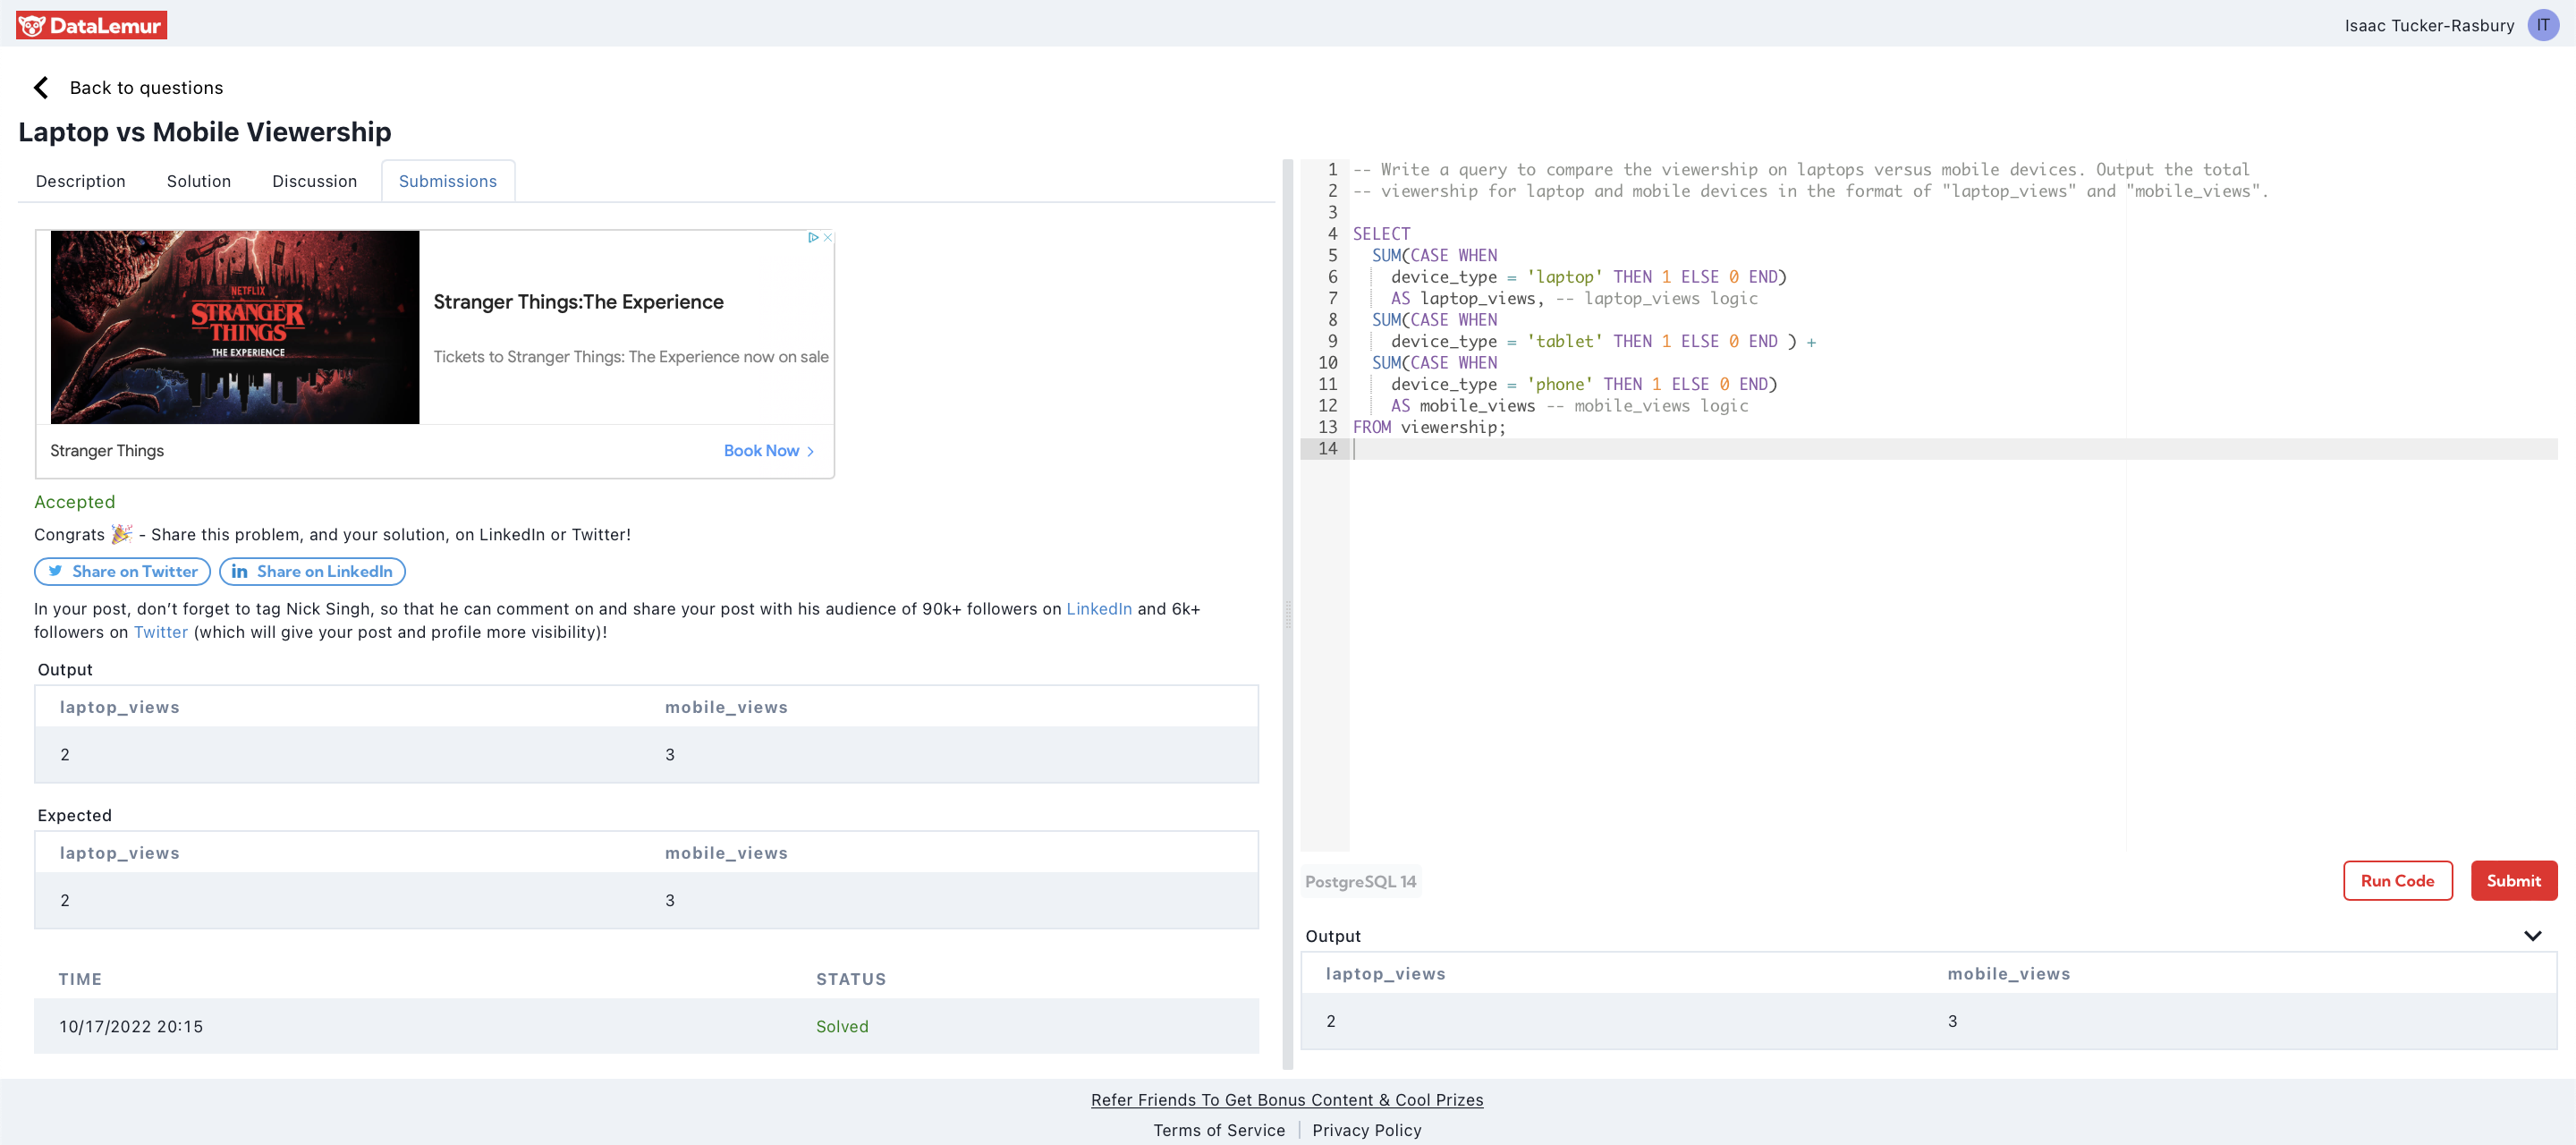 DataLemur
Isaac Tucker-Rasbury IT
Back to questions
Laptop vs Mobile Viewership
Description Solution Discussion Submissions
NETFLIX
STRANGER
THINGS
THE EXPERIENCE
Stranger Things:The Experience
Tickets to Stranger Things: The Experience now on sale
Stranger Things
Book Now >
Accepted
Congrats 🎉 - Share this problem, and your solution, on LinkedIn or Twitter!
Share on Twitter in Share on LinkedIn
In your post, don’t forget to tag Nick Singh, so that he can comment on and share your post with his audience of 90k+ followers on LinkedIn and 6k+
followers on Twitter (which will give your post and profile more visibility)!
Output
laptop_views mobile_views
2 3
Expected
laptop_views mobile_views
2 3
TIME STATUS
10/17/2022 20:15 Solved
1 -- Write a query to compare the viewership on laptops versus mobile devices. Output the total
2 -- viewership for laptop and mobile devices in the format of "laptop_views" and "mobile_views".
3
4 SELECT
5 SUM(CASE WHEN
6 device_type = 'laptop' THEN 1 ELSE 0 END)
7 AS laptop_views, -- laptop_views logic
8 SUM(CASE WHEN
9 device_type = 'tablet' THEN 1 ELSE 0 END ) +
10 SUM(CASE WHEN
11 device_type = 'phone' THEN 1 ELSE 0 END)
12 AS mobile_views -- mobile_views logic
13 FROM viewership;
14
PostgreSQL 14
Run Code Submit
Output
laptop_views mobile_views
2 3
Refer Friends To Get Bonus Content & Cool Prizes
Terms of Service | Privacy Policy